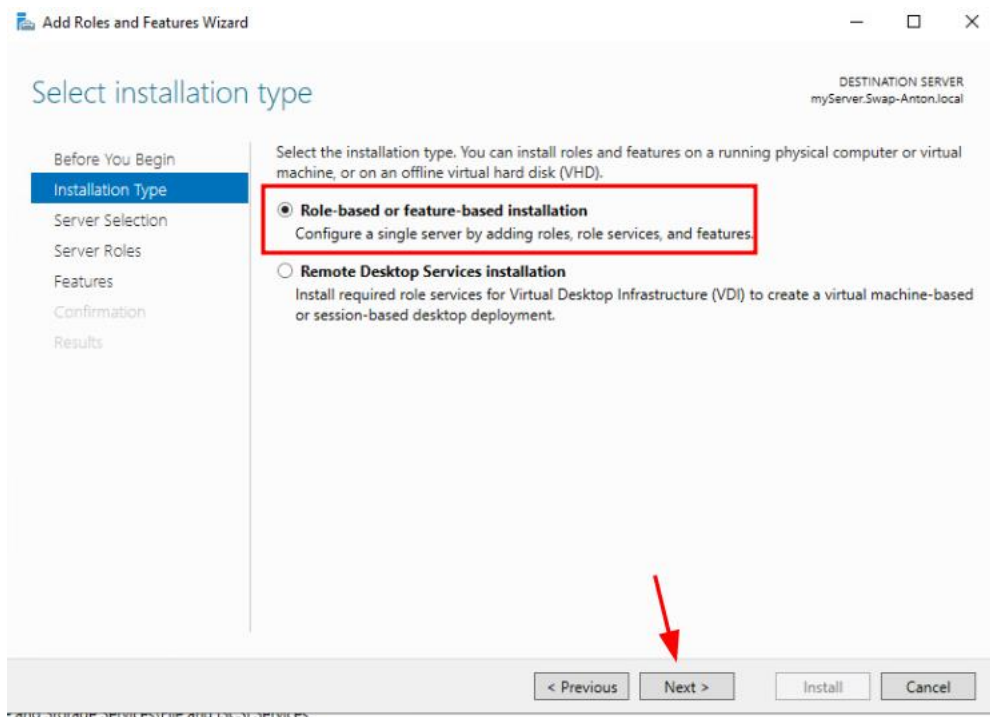 Add Roles and Features Wizard
Select installation type
DESTINATION SERVER
myServer.Swap-Anton.local
Before You Begin
Installation Type
Server Selection
Server Roles
Features
Confirmation
Results
Select the installation type. You can install roles and features on a running physical computer or virtual
machine, or on an offline virtual hard disk (VHD).
Role-based or feature-based installation
Configure a single server by adding roles, role services, and features.
Remote Desktop Services installation
Install required role services for Virtual Desktop Infrastructure (VDI) to create a virtual machine-based
or session-based desktop deployment.
< Previous
Next >
Install
Cancel